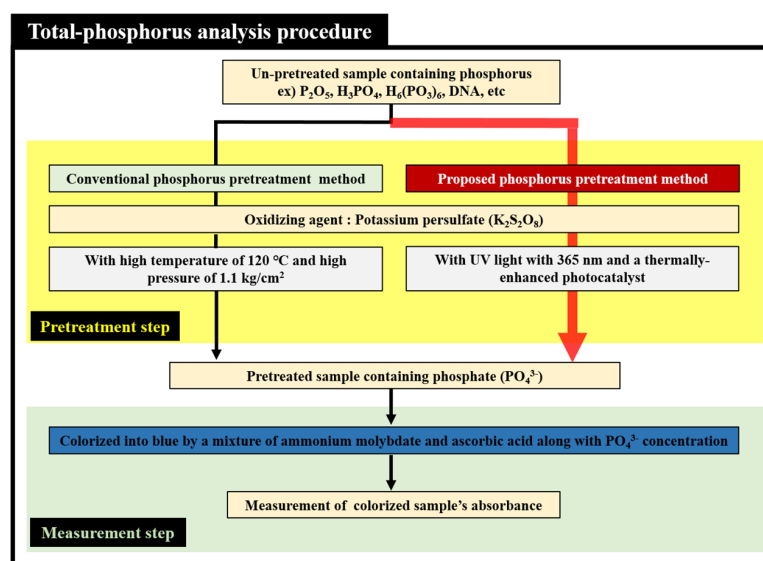 Total-phosphorus analysis procedure
Un-pretreated sample containing phosphorus
ex) P₂O₅, H₃PO₄, H₆(PO₃)₆, DNA, etc
Conventional phosphorus pretreatment method
Proposed phosphorus pretreatment method
Oxidizing agent : Potassium persulfate (K₂S₂O₈)
With high temperature of 120 ℃ and high
pressure of 1.1 kg/cm²
With UV light with 365 nm and a thermally-
enhanced photocatalyst
Pretreatment step
Pretreated sample containing phosphate (PO₄³⁻)
Colorized into blue by a mixture of ammonium molybdate and ascorbic acid along with PO₄³⁻ concentration
Measurement of colorized sample's absorbance
Measurement step